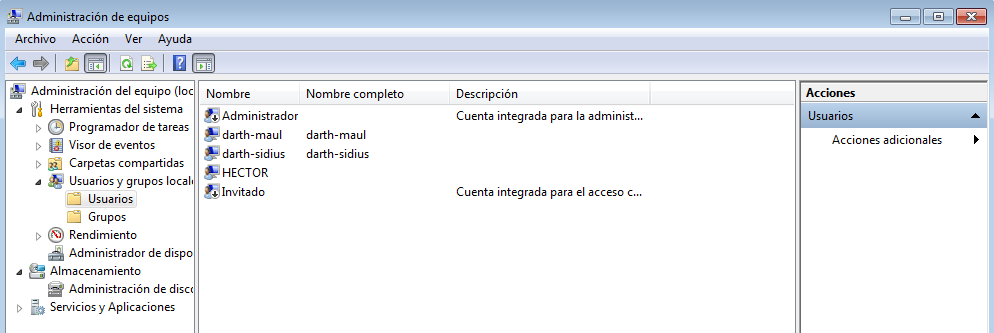 Administración de equipos
Archivo Acción Ver Ayuda
Administración del equipo (loc
Herramientas del sistema
Programador de tareas
Visor de eventos
Carpetas compartidas
Usuarios y grupos locale
Usuarios
Grupos
Rendimiento
Administrador de dispo
Almacenamiento
Administración de disco
Servicios y Aplicaciones
Nombre Nombre completo Descripción
Administrador Cuenta integrada para la administ...
darth-maul darth-maul
darth-sidius darth-sidius
HECTOR
Invitado Cuenta integrada para el acceso c...
Acciones
Usuarios
Acciones adicionales